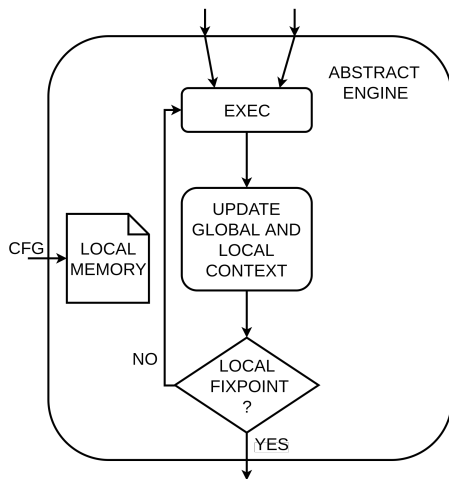 ABSTRACT
ENGINE
EXEC
UPDATE
GLOBAL AND
LOCAL
CONTEXT
CFG
LOCAL
MEMORY
NO
LOCAL
FIXPOINT
?
YES